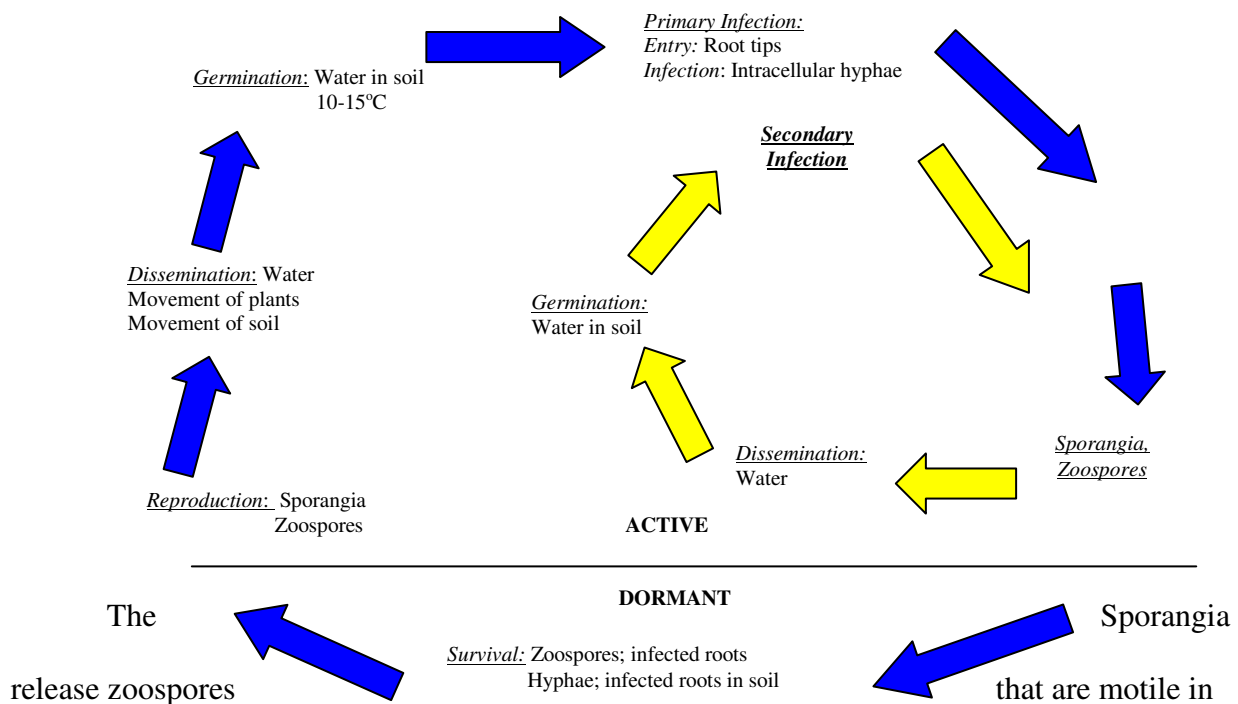 Primary Infection:
Entry: Root tips
Infection: Intracellular hyphae
Germination: Water in soil
10-15°C
Secondary
Infection
Dissemination: Water
Movement of plants
Movement of soil
Germination:
Water in soil
Sporangia,
Zoospores
Dissemination:
Water
Reproduction: Sporangia
Zoospores
ACTIVE
DORMANT
The
Sporangia
Survival: Zoospores; infected roots
Hyphae; infected roots in soil
release zoospores
that are motile in